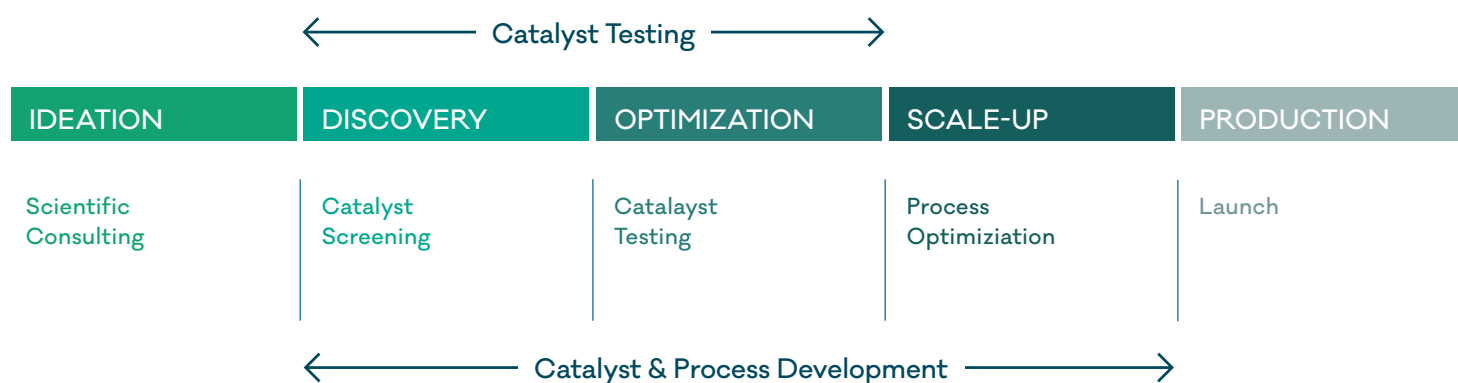 Catalyst Testing
IDEATION
DISCOVERY
OPTIMIZATION
SCALE-UP
PRODUCTION
Scientific
Consulting
Catalyst
Screening
Catalayst
Testing
Process
Optimiziation
Launch
Catalyst & Process Development